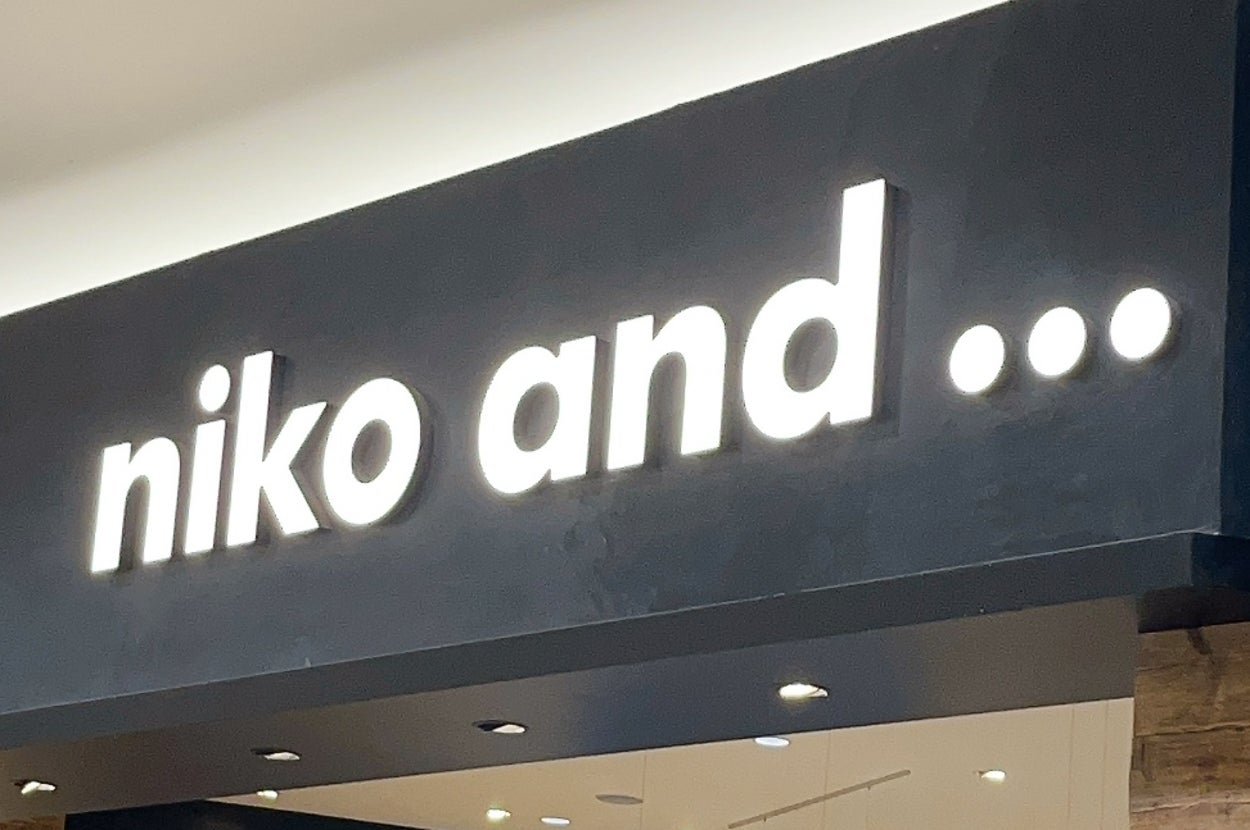 niko and ...